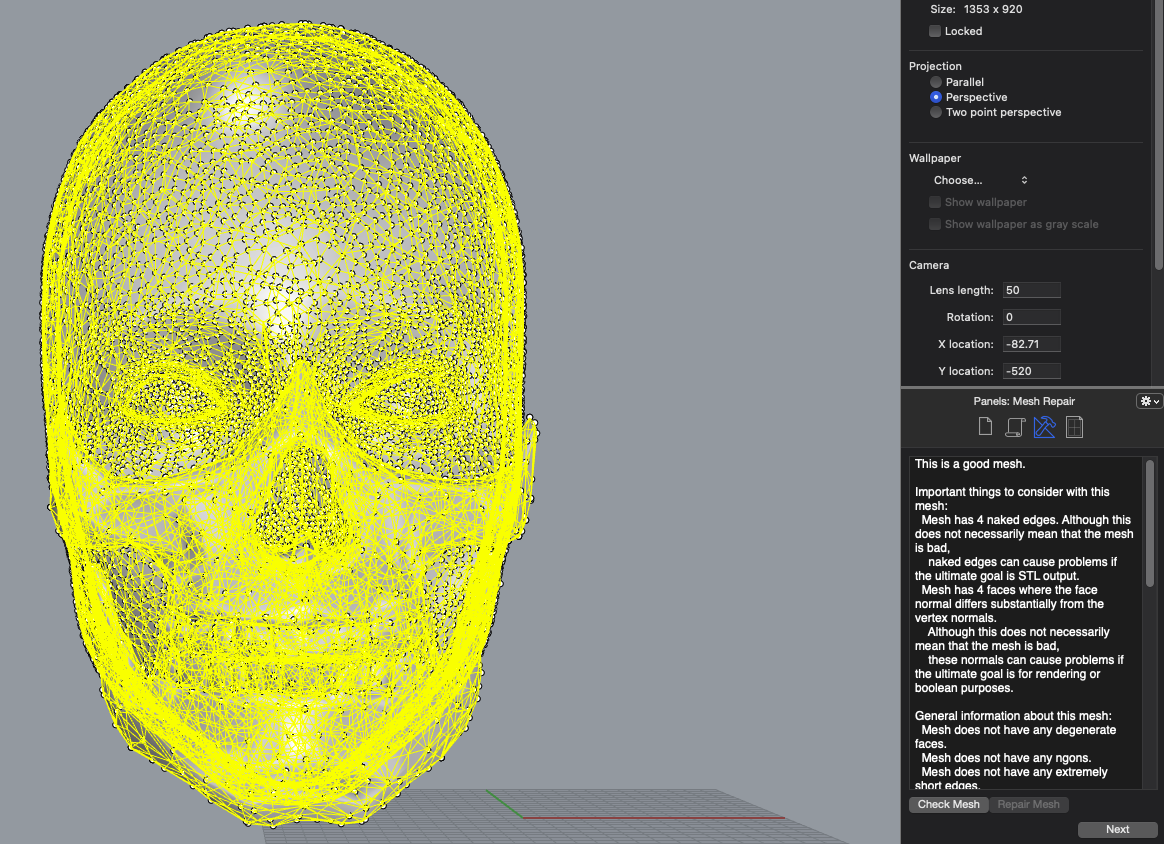 Size: 1353 x 920
Locked
Projection
Parallel
Perspective
Two point perspective
Wallpaper
Choose...
Show wallpaper
Show wallpaper as gray scale
Camera
Lens length: 50
Rotation: 0
X location: -82.71
Y location: -520
Panels: Mesh Repair
This is a good mesh.
Important things to consider with this
mesh:
Mesh has 4 naked edges. Although this
does not necessarily mean that the mesh
is bad,
naked edges can cause problems if
the ultimate goal is STL output.
Mesh has 4 faces where the face
normal differs substantially from the
vertex normals.
Although this does not necessarily
mean that the mesh is bad,
these normals can cause problems if
the ultimate goal is for rendering or
boolean purposes.
General information about this mesh:
Mesh does not have any degenerate
faces.
Mesh does not have any ngons.
Mesh does not have any extremely
short edges.
Check Mesh Repair Mesh
Next